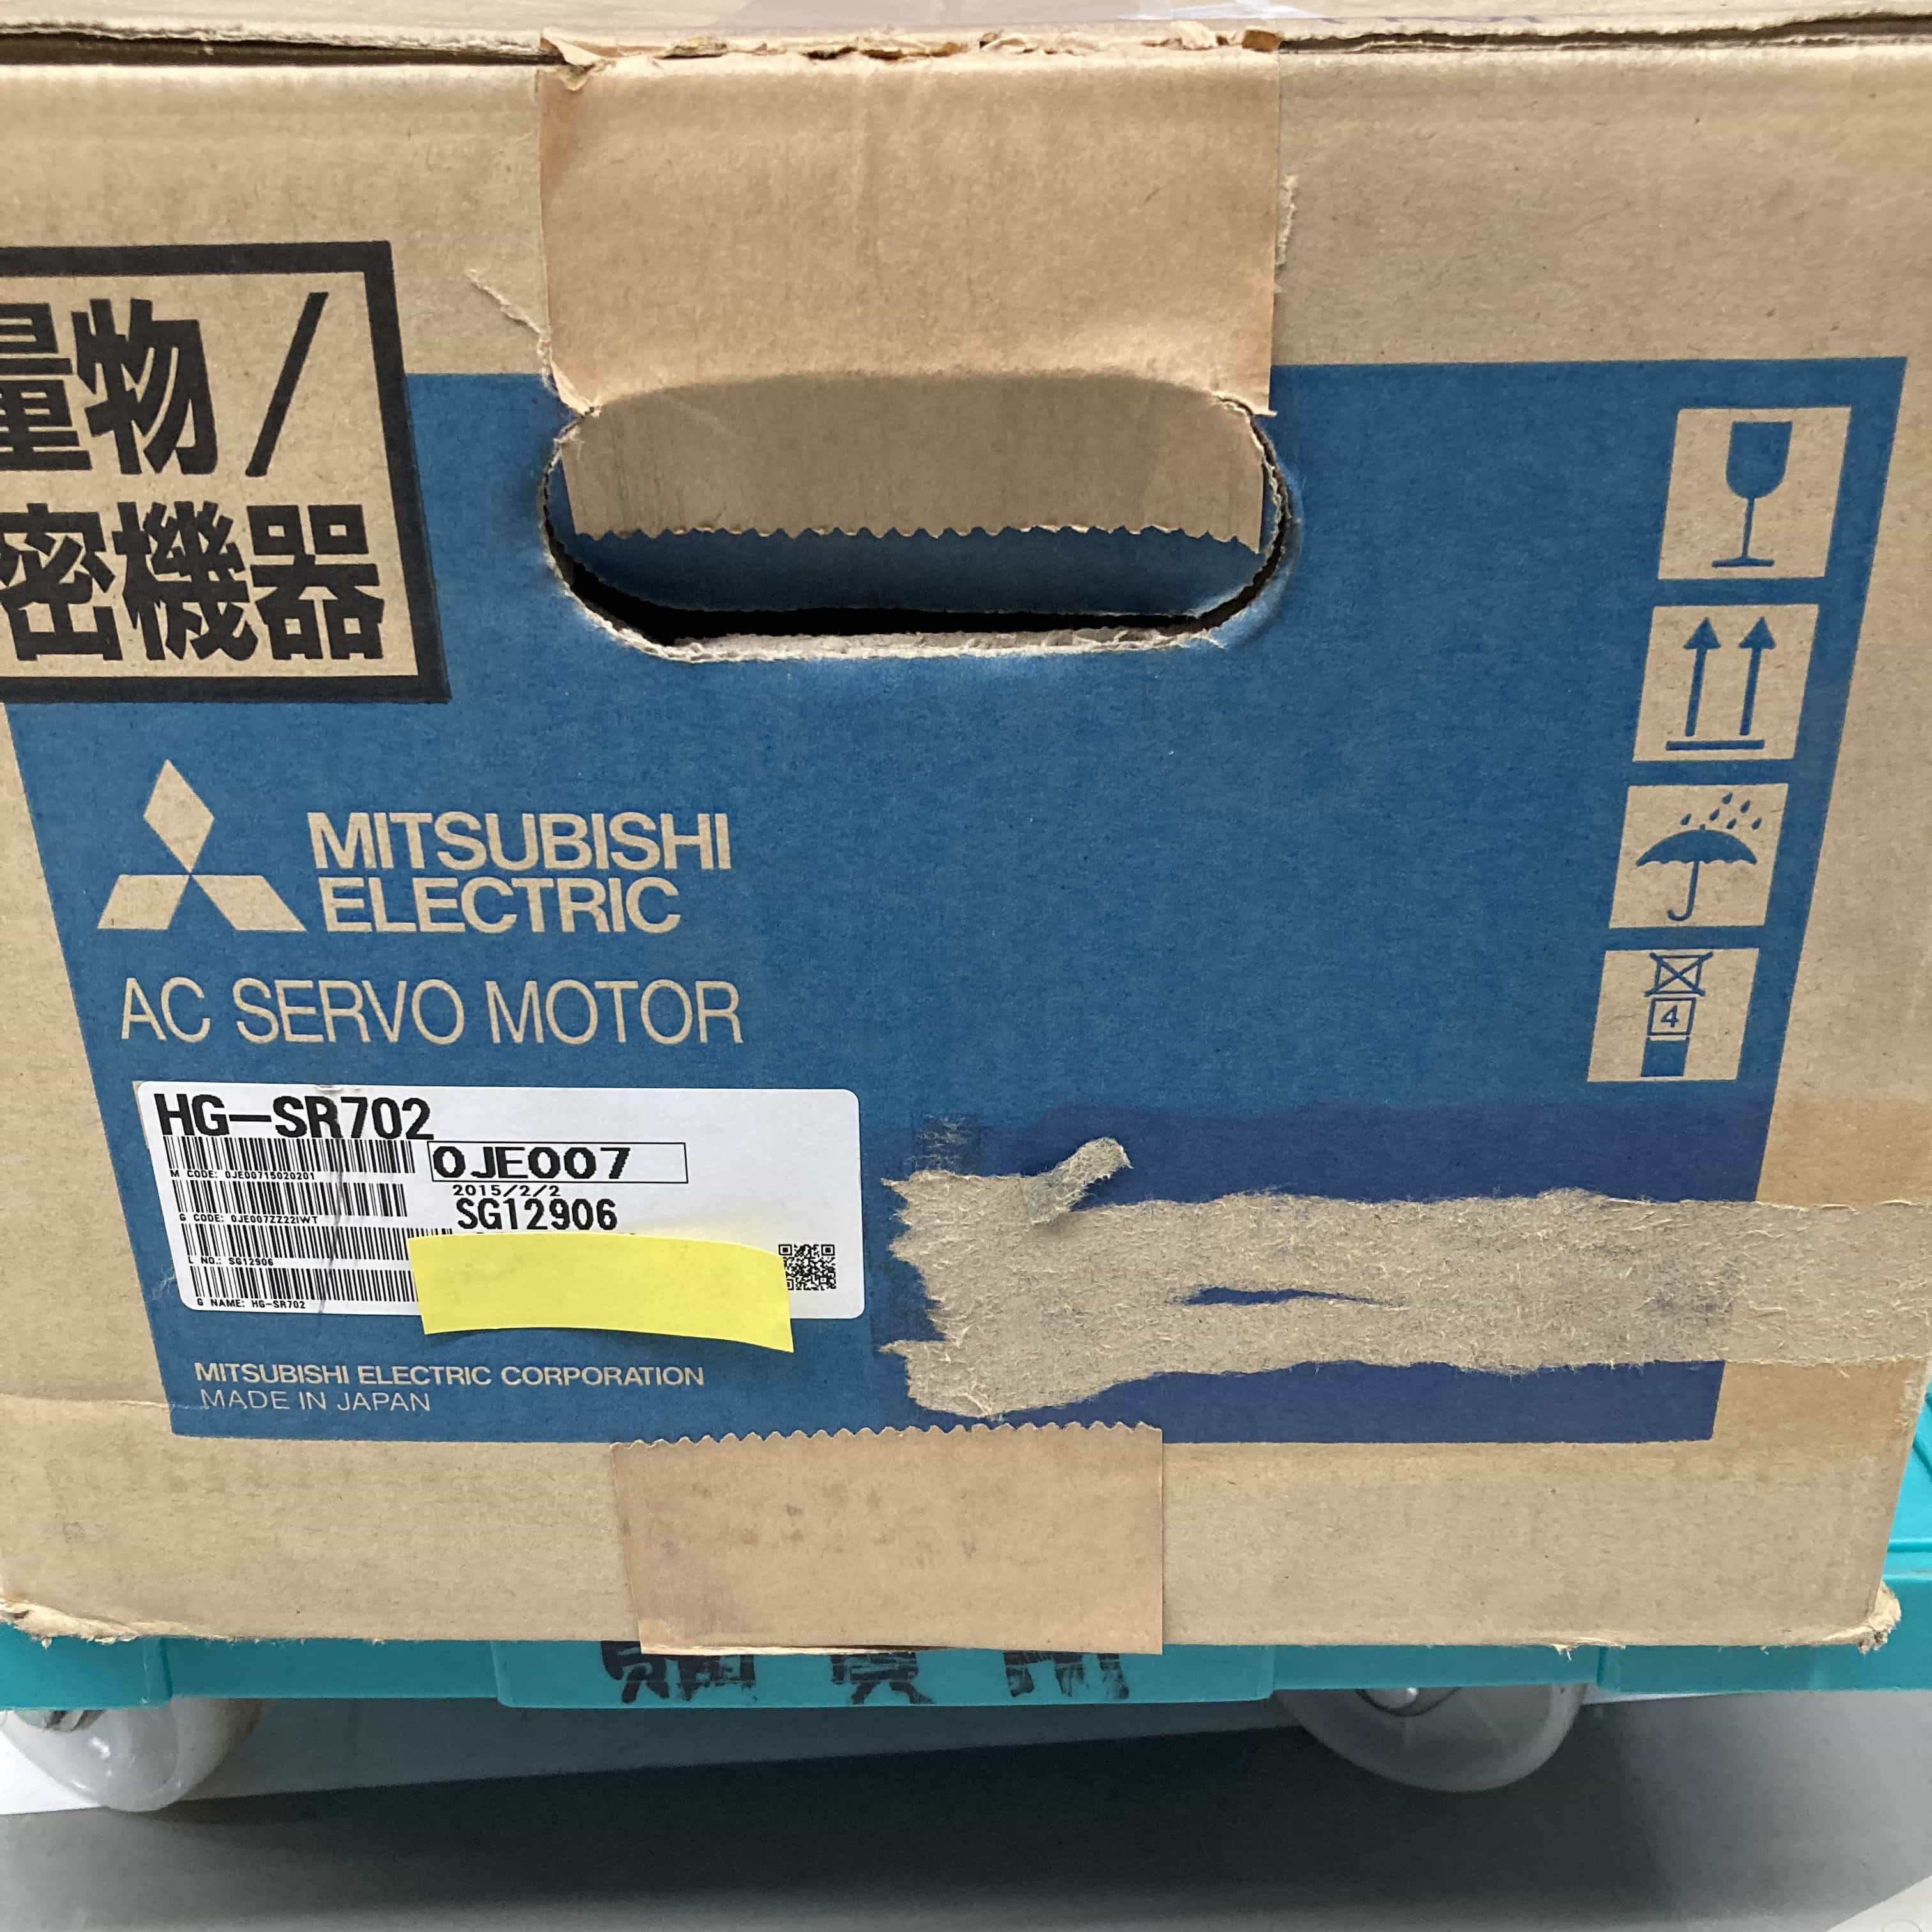 量物/
密機器
MITSUBISHI
ELECTRIC
AC SERVO MOTOR
4
HG-SR702
0JE007
M CODE: 0JE00715020201
2015/2/2
SG12906
G CODE: 0JE007ZZ22IWT
L NO.: SG12906
G NAME: HG-SR702
MITSUBISHI ELECTRIC CORPORATION
MADE IN JAPAN